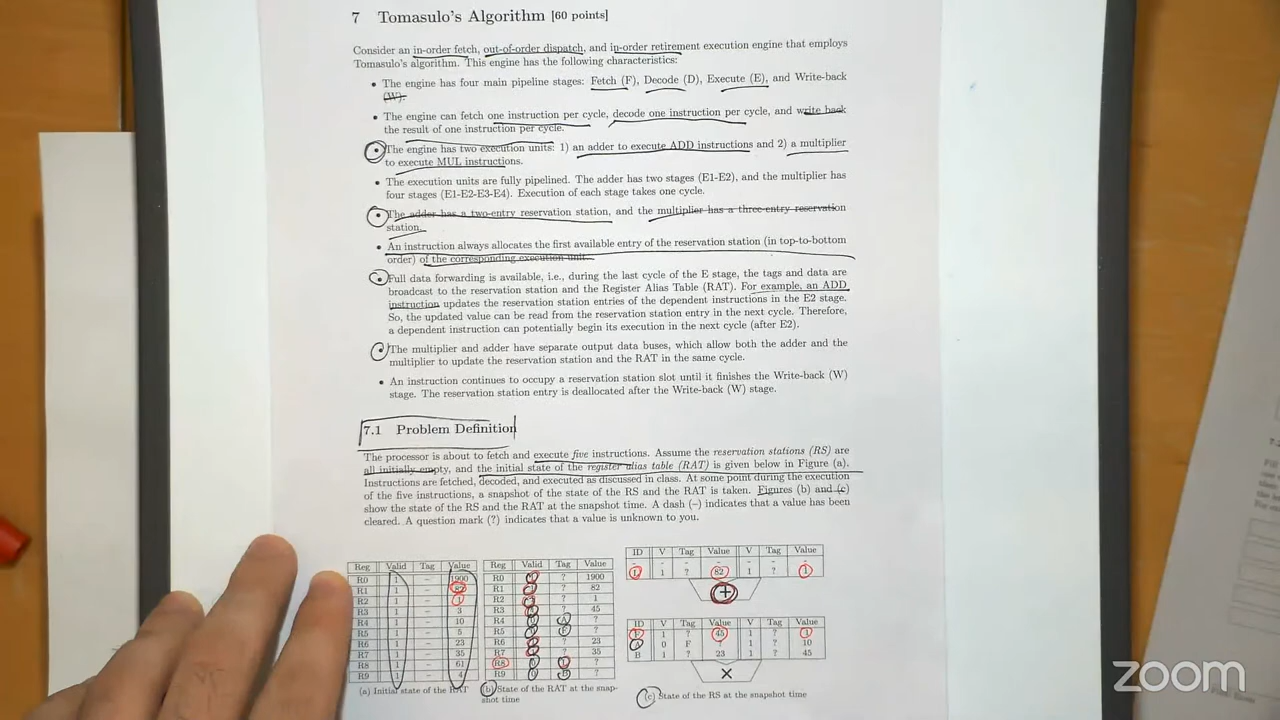 7 Tomasulo's Algorithm [60 points]
Consider an in-order fetch, out-of-order dispatch, and in-order retirement execution engine that employs
Tomasulo's algorithm. This engine has the following characteristics:
• The engine has four main pipeline stages: Fetch (F), Decode (D), Execute (E), and Write-back
(W).
• The engine can fetch one instruction per cycle, decode one instruction per cycle, and write back
the result of one instruction per cycle.
• The engine has two execution units: 1) an adder to execute ADD instructions and 2) a multiplier
to execute MUL instructions.
• The execution units are fully pipelined. The adder has two stages (E1-E2), and the multiplier has
four stages (E1-E2-E3-E4). Execution of each stage takes one cycle.
• The adder has a two-entry reservation station, and the multiplier has a three-entry reservation
station.
• An instruction always allocates the first available entry of the reservation station (in top-to-bottom
order) of the corresponding execution unit.
• Full data forwarding is available, i.e., during the last cycle of the E stage, the tags and data are
broadcast to the reservation station and the Register Alias Table (RAT). For example, an ADD
instruction updates the reservation station entries of the dependent instructions in the E2 stage.
So, the updated value can be read from the reservation station entry in the next cycle. Therefore,
a dependent instruction can potentially begin its execution in the next cycle (after E2).
• The multiplier and adder have separate output data buses, which allow both the adder and the
multiplier to update the reservation station and the RAT in the same cycle.
• An instruction continues to occupy a reservation station slot until it finishes the Write-back (W)
stage. The reservation station entry is deallocated after the Write-back (W) stage.
7.1 Problem Definition
The processor is about to fetch and execute five instructions. Assume the reservation stations (RS) are
all initially empty, and the initial state of the register alias table (RAT) is given below in Figure (a).
Instructions are fetched, decoded, and executed as discussed in class. At some point during the execution
of the five instructions, a snapshot of the state of the RS and the RAT is taken. Figures (b) and (c)
show the state of the RS and the RAT at the snapshot time. A dash (–) indicates that a value has been
cleared. A question mark (?) indicates that a value is unknown to you.
Reg Valid Tag Value
R0 1 – 1900
R1 1 – 82
R2 1 – 1
R3 1 – 3
R4 1 – 10
R5 1 – 5
R6 1 – 23
R7 1 – 35
R8 1 – 61
R9 1 – 4
(a) Initial state of the RAT
Reg Valid Tag Value
R0 ? 1900
R1 ? 82
R2 ? 1
R3 ? 45
R4 A ?
R5 ?
R6 ? 23
R7 ? 35
R8 ?
R9 B ?
(b) State of the RAT at the snap-
shot time
ID V Tag Value V Tag Value
– – – – – –
1 ? 82 1 ? 1
+
ID V Tag Value V Tag Value
1 ? 45 1 ? 1
A 0 F ? 1 ? 10
B 1 ? 23 1 ? 45
×
(c) State of the RS at the snapshot time
zoom